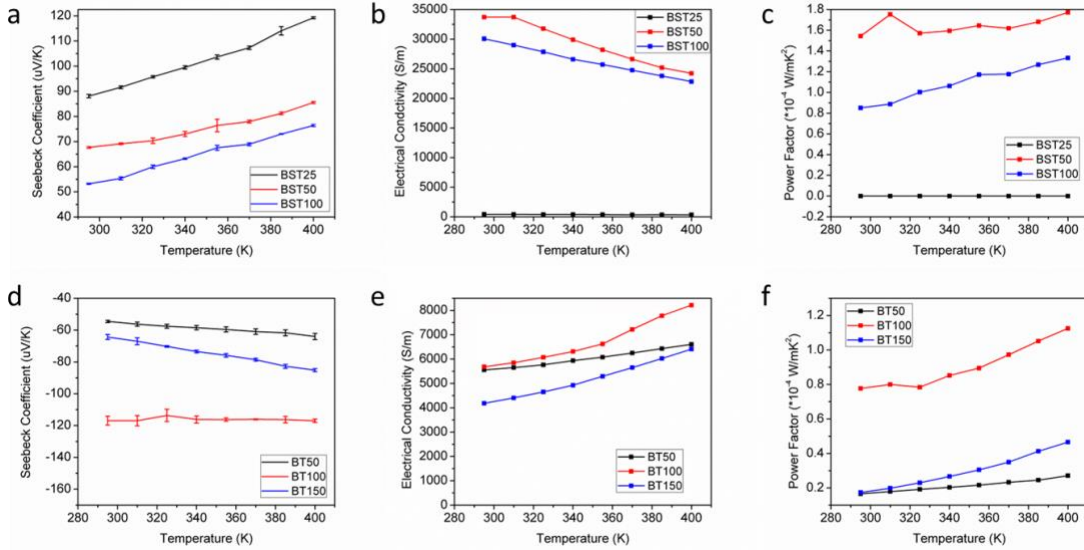 a
Seebeck Coefficient (uV/K)
120
110
100
90
80
70
60
50
40
BST25
BST50
BST100
300 320 340 360 380 400
Temperature (K)
b
Electrical Condctivity (S/m)
35000
30000
25000
20000
15000
10000
5000
0
BST25
BST50
BST100
280 300 320 340 360 380 400
Temperature (K)
c
Power Factor (*10-4 W/mK2)
1.8
1.6
1.4
1.2
1.0
0.8
0.6
0.4
0.2
0.0
-0.2
BST25
BST50
BST100
280 300 320 340 360 380 400
Temperature (K)
d
Seebeck Coefficient (uV/K)
-40
-60
-80
-100
-120
-140
-160
BT50
BT100
BT150
280 300 320 340 360 380 400
Temperature (K)
e
Electrical Conductivity (S/m)
8000
7000
6000
5000
4000
3000
2000
1000
0
BT50
BT100
BT150
280 300 320 340 360 380 400
Temperature (K)
f
Power Factor (*10-4 W/mK2)
1.2
1.0
0.8
0.6
0.4
0.2
BT50
BT100
BT150
280 300 320 340 360 380 400
Temperature (K)